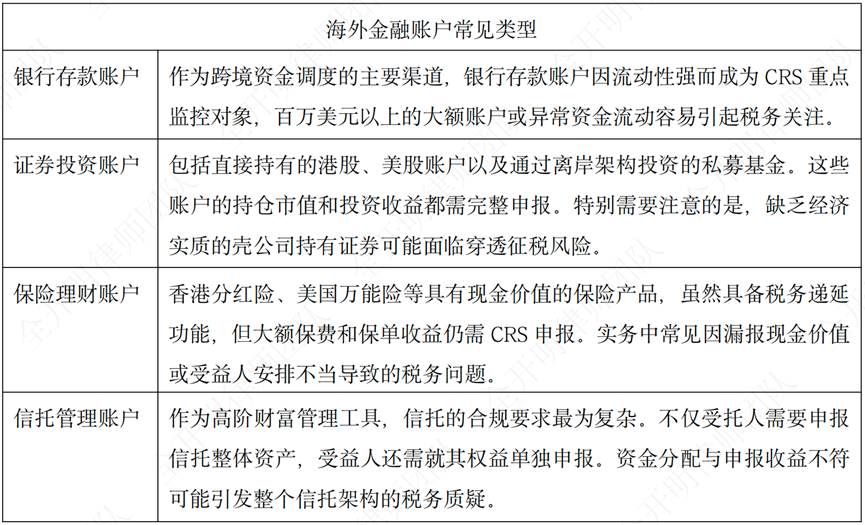 海外金融账户常见类型
银行存款账户
作为跨境资金调度的主要渠道，银行存款账户因流动性强而成为 CRS 重点
监控对象，百万美元以上的大额账户或异常资金流动容易引起税务关注。
证券投资账户
包括直接持有的港股、美股账户以及通过离岸架构投资的私募基金。这些
账户的持仓市值和投资收益都需完整申报。特别需要注意的是，缺乏经济
实质的壳公司持有证券可能面临穿透征税风险。
保险理财账户
香港分红险、美国万能险等具有现金价值的保险产品，虽然具备税务递延
功能，但大额保费和保单收益仍需 CRS 申报。实务中常见因漏报现金价值
或受益人安排不当导致的税务问题。
信托管理账户
作为高阶财富管理工具，信托的合规要求最为复杂。不仅受托人需要申报
信托整体资产，受益人还需就其权益单独申报。资金分配与申报收益不符
可能引发整个信托架构的税务质疑。
全开明律师团队